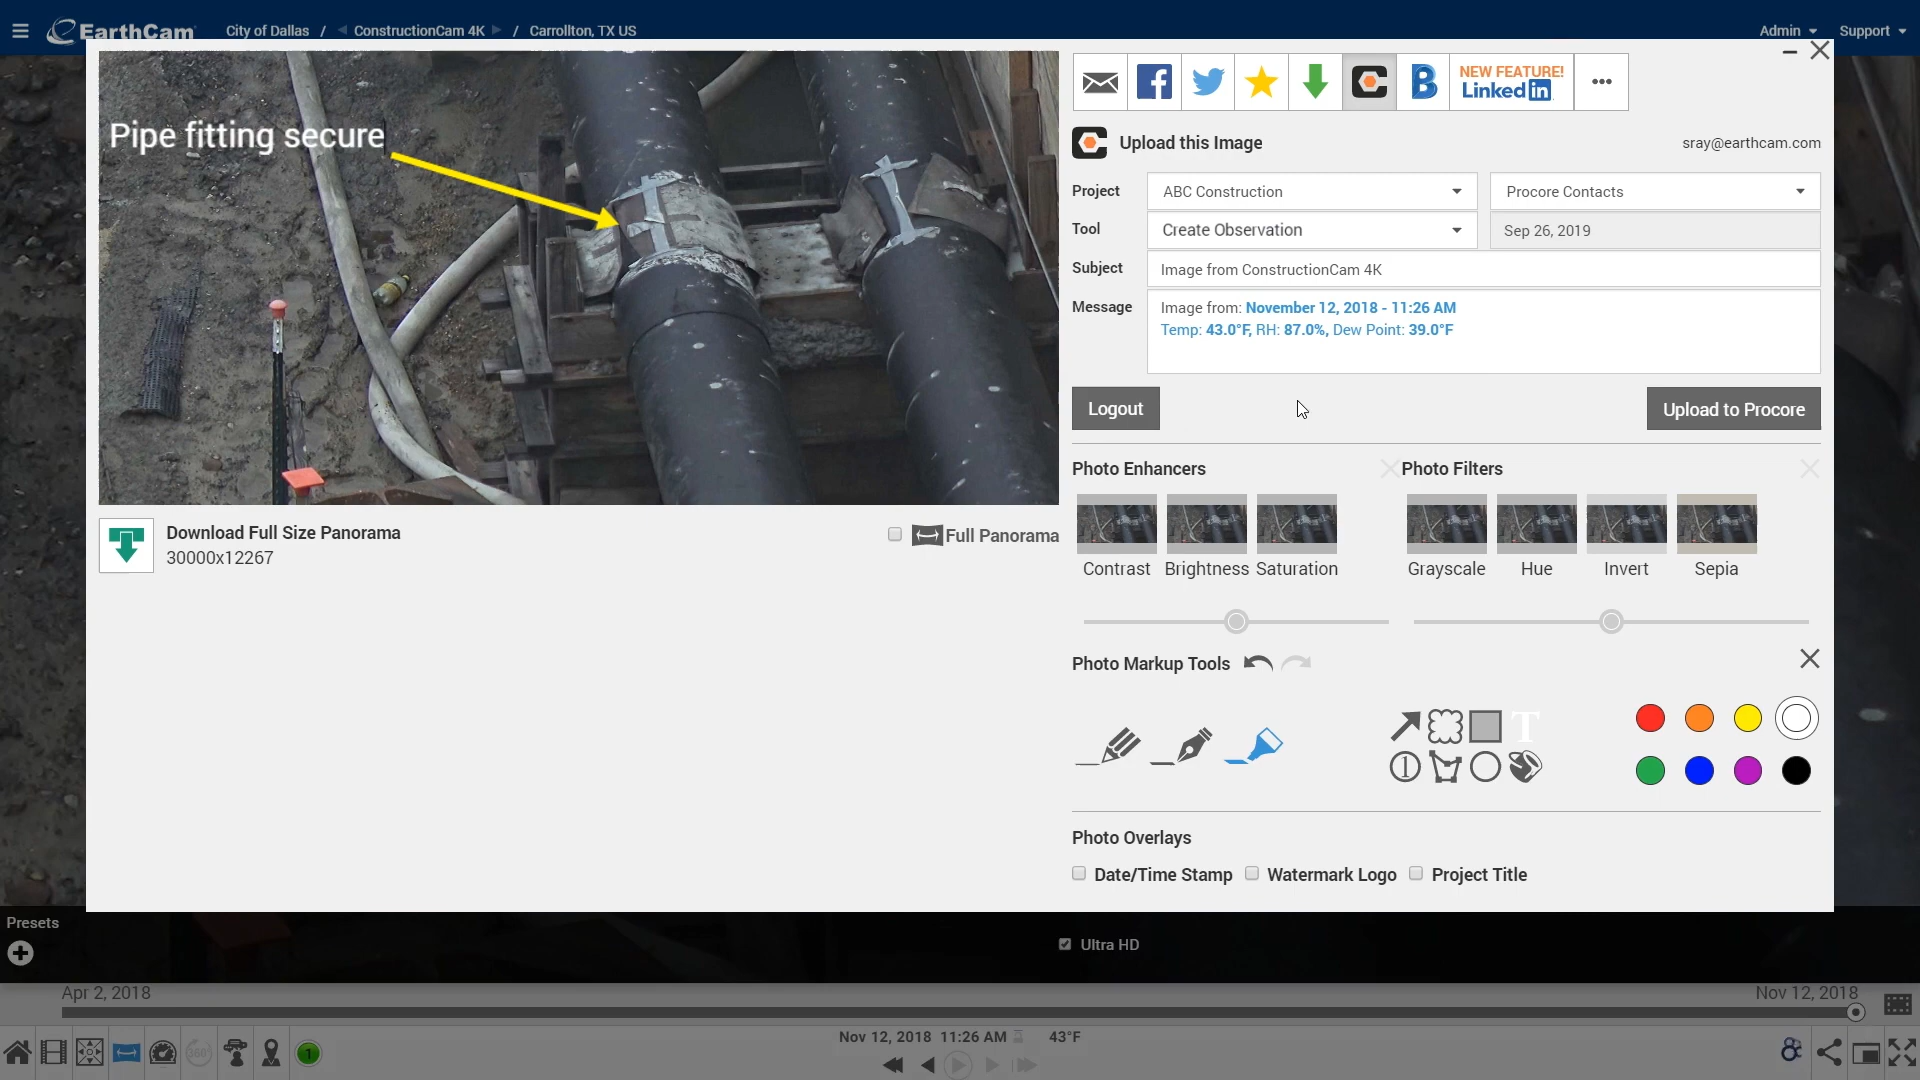 EarthCam
City of Dallas / ConstructionCam 4K / Carrollton, TX US
Admin
Support
Pipe fitting secure
NEW FEATURE!
Linked in
Upload this Image
sray@earthcam.com
Project
ABC Construction
Procore Contacts
Tool
Create Observation
Sep 26, 2019
Subject
Image from ConstructionCam 4K
Message
Image from: November 12, 2018 - 11:26 AM
Temp: 43.0°F, RH: 87.0%, Dew Point: 39.0°F
Logout
Upload to Procore
Photo Enhancers
Photo Filters
Contrast
Brightness
Saturation
Grayscale
Hue
Invert
Sepia
Download Full Size Panorama
30000x12267
Full Panorama
Photo Markup Tools
T
1
Photo Overlays
Date/Time Stamp
Watermark Logo
Project Title
Presets
Ultra HD
Apr 2, 2018
Nov 12, 2018
Nov 12, 2018 11:26 AM
43°F
360°
1